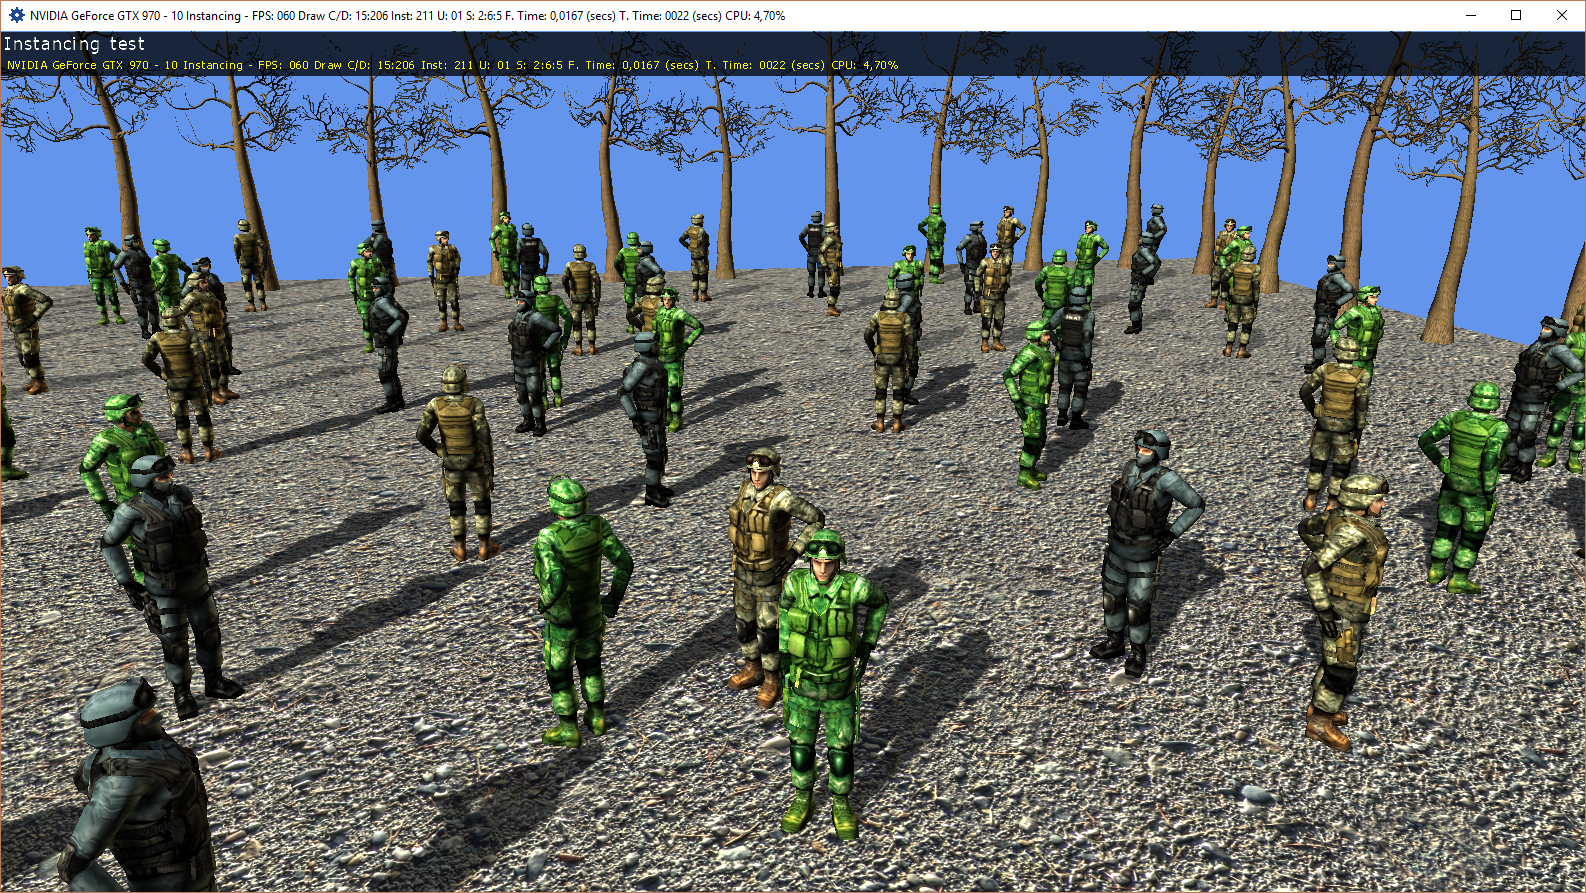 NVIDIA GeForce GTX 970 - 10 Instancing - FPS: 060 Draw C/D: 15:206 Inst: 211 U: 01 S: 2:6:5 F. Time: 0,0167 (secs) T. Time: 0022 (secs) CPU: 4,70%
Instancing test
NVIDIA GeForce GTX 970 - 10 Instancing - FPS: 060 Draw C/D: 15:206 Inst: 211 U: 01 S: 2:6:5 F. Time: 0,0167 (secs) T. Time: 0022 (secs) CPU: 4,70%